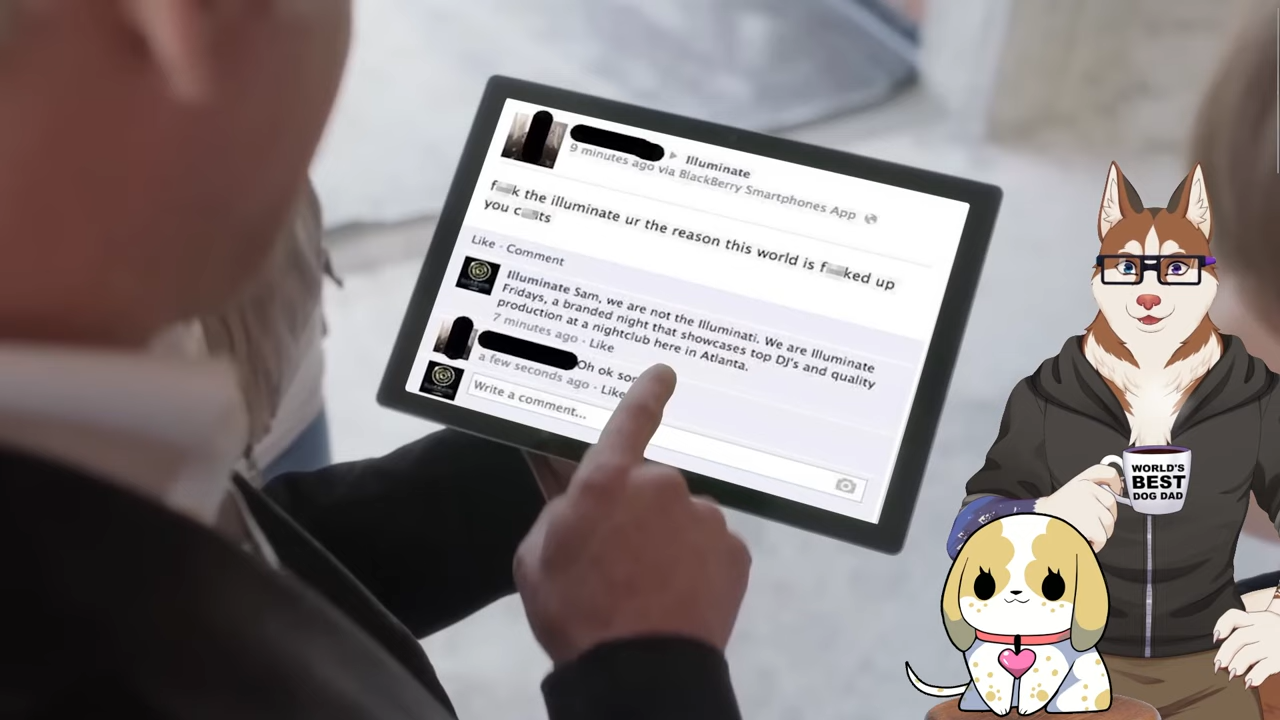 Illuminate
9 minutes ago via BlackBerry Smartphones App
f k the illuminate ur the reason this world is f ked up
you c ts
Like · Comment
Illuminate Sam, we are not the Illuminati. We are Illuminate
Fridays, a branded night that showcases top DJ's and quality
production at a nightclub here in Atlanta.
7 minutes ago · Like
Oh ok
a few seconds ago · Like
Write a comment...
WORLD'S
BEST
DOG DAD